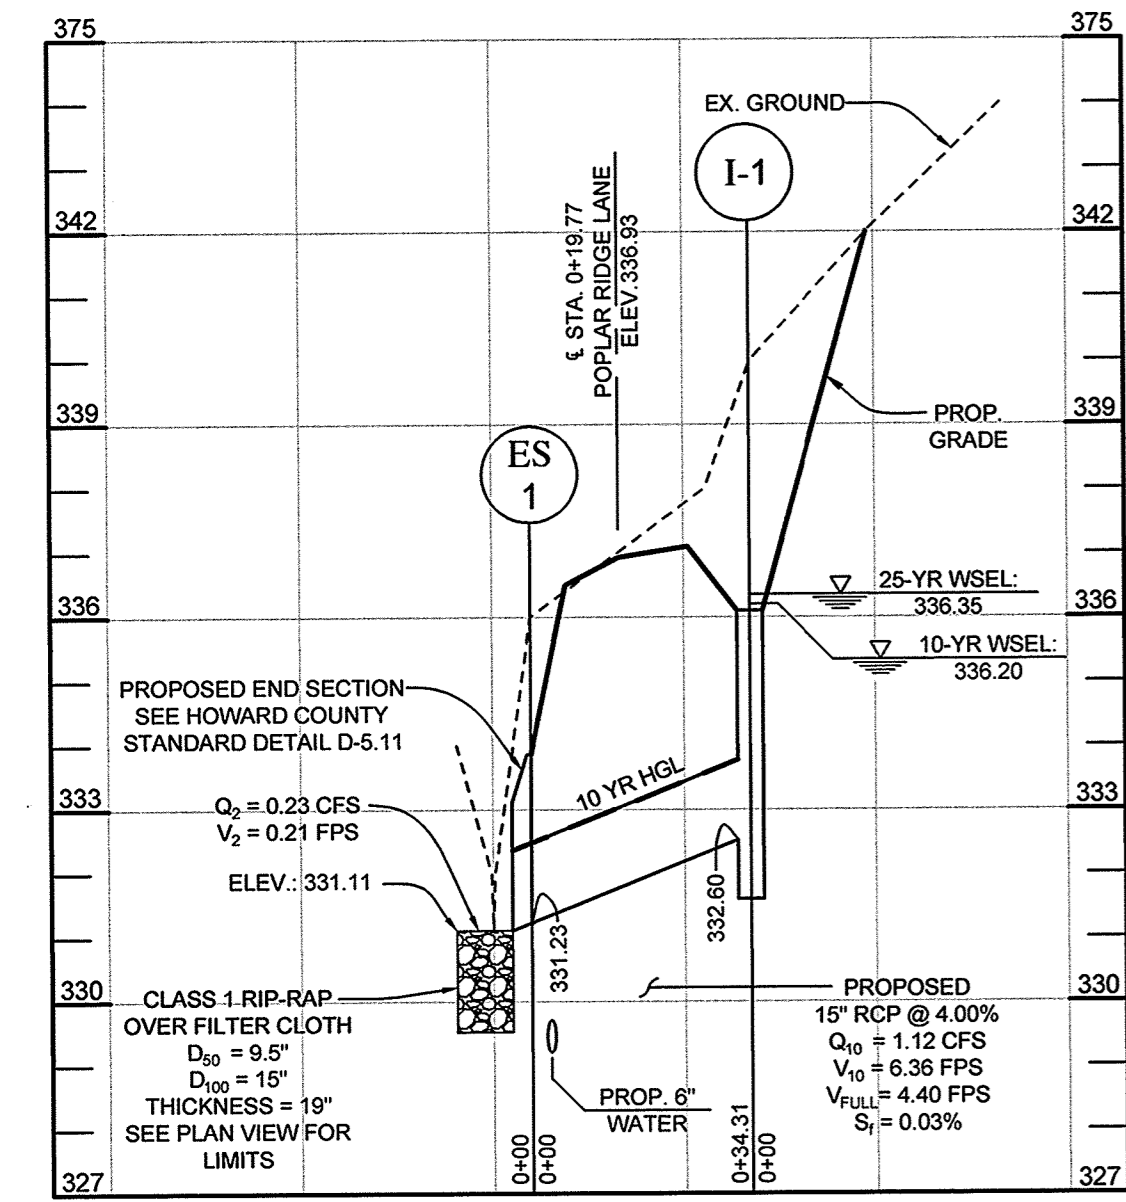 375
375
EX. GROUND
I-1
℄ STA. 0+19.77
POPLAR RIDGE LANE
ELEV.336.93
342
342
339
339
PROP.
GRADE
ES
1
25-YR WSEL:
336.35
336
336
10-YR WSEL:
336.20
PROPOSED END SECTION
SEE HOWARD COUNTY
STANDARD DETAIL D-5.11
10 YR HGL
333
333
Q2 = 0.23 CFS
V2 = 0.21 FPS
ELEV.: 331.11
331.23
332.60
330
330
CLASS 1 RIP-RAP
OVER FILTER CLOTH
D50 = 9.5"
D100 = 15"
THICKNESS = 19"
SEE PLAN VIEW FOR
LIMITS
PROP. 6"
WATER
PROPOSED
15" RCP @ 4.00%
Q10 = 1.12 CFS
V10 = 6.36 FPS
VFULL = 4.40 FPS
Sf = 0.03%
0+00
0+00
0+34.31
0+00
327
327